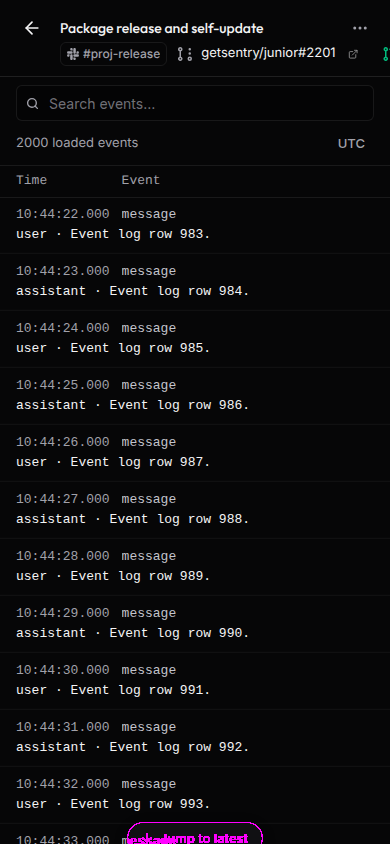 Package release and self-update
#proj-release getsentry/junior#2201
Search events...
2000 loaded events UTC
Time Event
10:44:22.000 message
user · Event log row 983.
10:44:23.000 message
assistant · Event log row 984.
10:44:24.000 message
user · Event log row 985.
10:44:25.000 message
assistant · Event log row 986.
10:44:26.000 message
user · Event log row 987.
10:44:27.000 message
assistant · Event log row 988.
10:44:28.000 message
user · Event log row 989.
10:44:29.000 message
assistant · Event log row 990.
10:44:30.000 message
user · Event log row 991.
10:44:31.000 message
assistant · Event log row 992.
10:44:32.000 message
user · Event log row 993.
10:44:33.000
Jump to latest